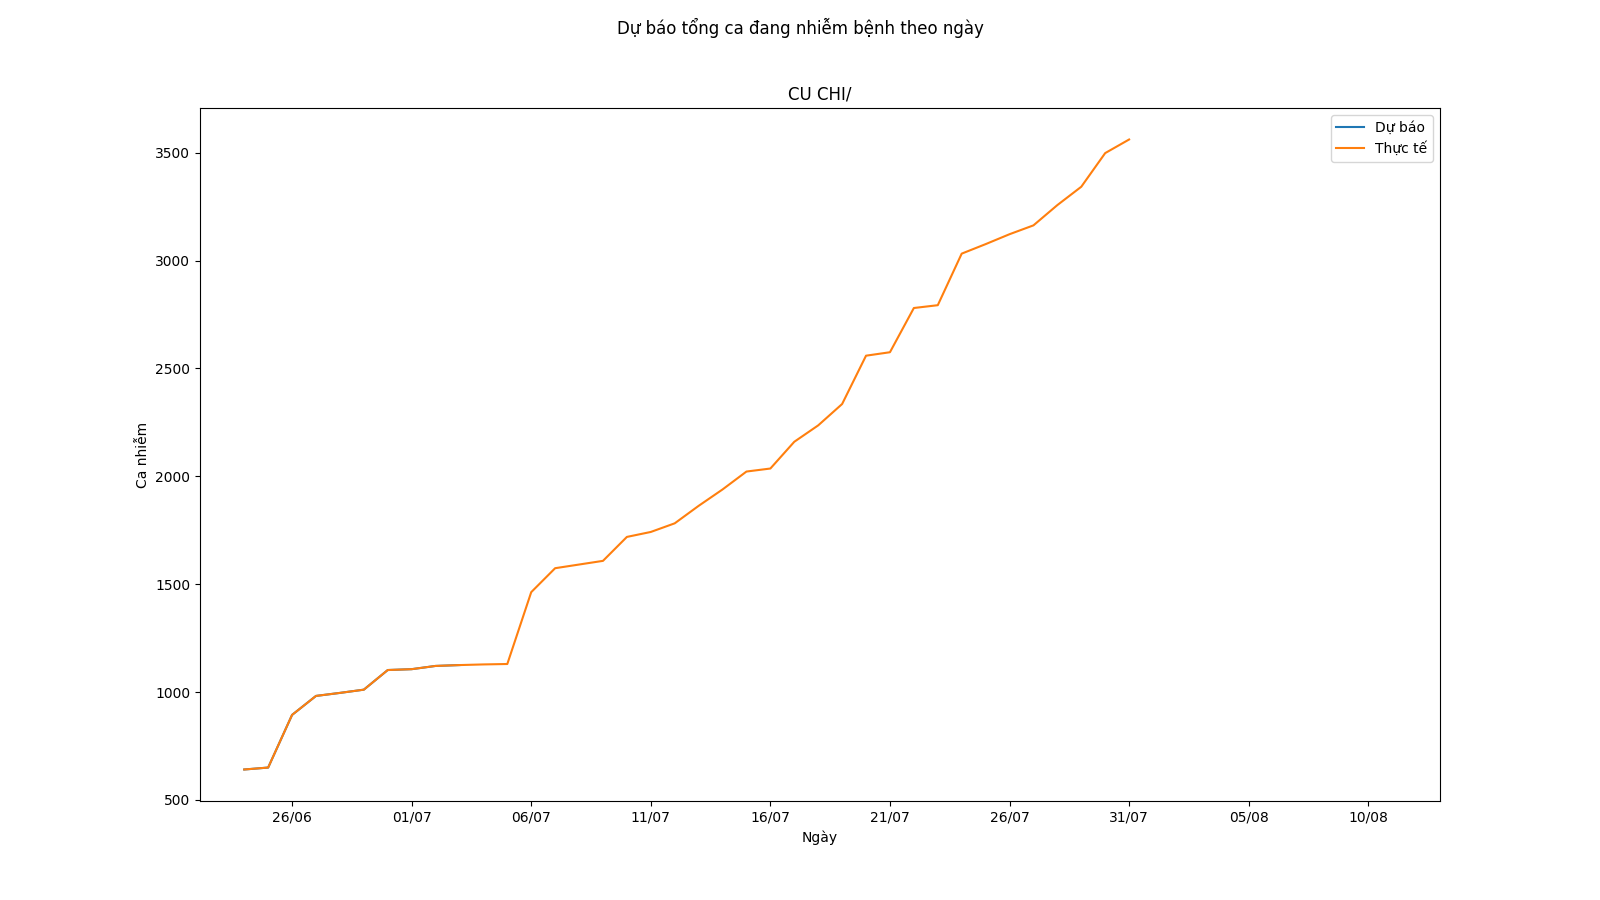 Dự báo tổng ca đang nhiễm bệnh theo ngày
CU CHI/
Dự báo
Thực tế
3500
3000
2500
2000
1500
1000
500
Ca nhiễm
26/06
01/07
06/07
11/07
16/07
21/07
26/07
31/07
05/08
10/08
Ngày